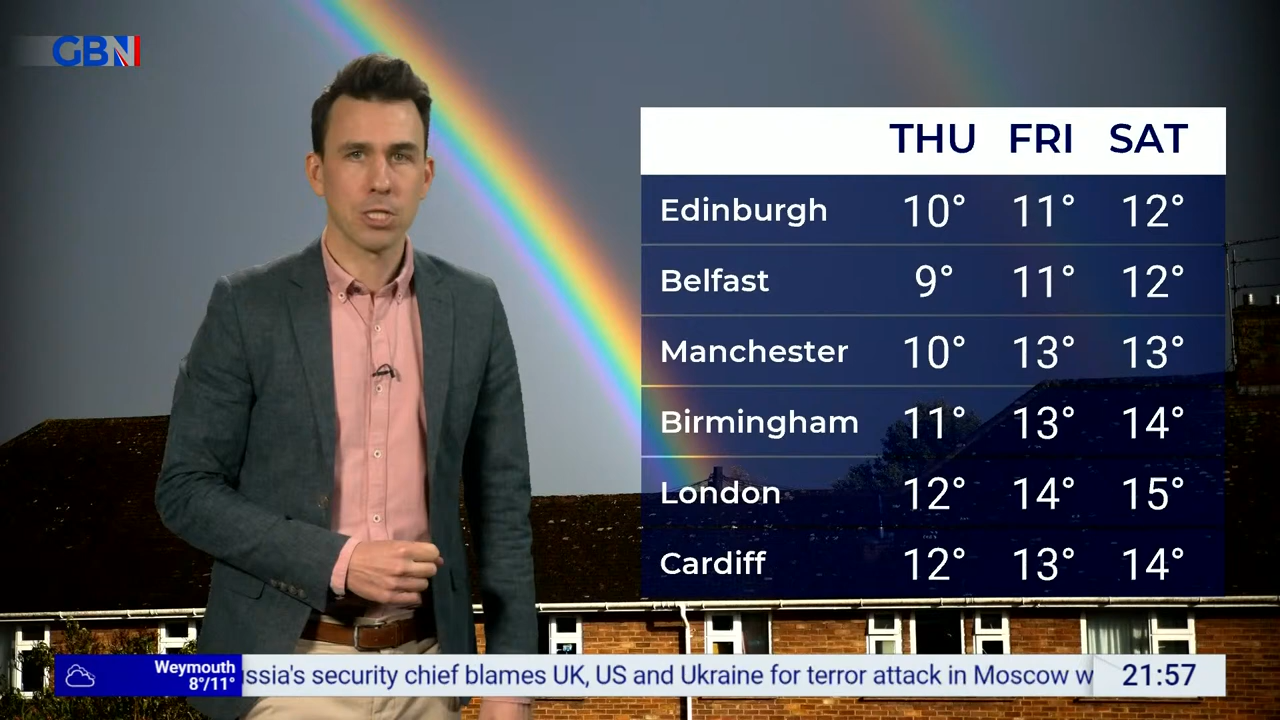 GBN
THU FRI SAT
Edinburgh 10° 11° 12°
Belfast 9° 11° 12°
Manchester 10° 13° 13°
Birmingham 11° 13° 14°
London 12° 14° 15°
Cardiff 12° 13° 14°
Weymouth
8°/11°
ssia's security chief blames UK, US and Ukraine for terror attack in Moscow w
21:57